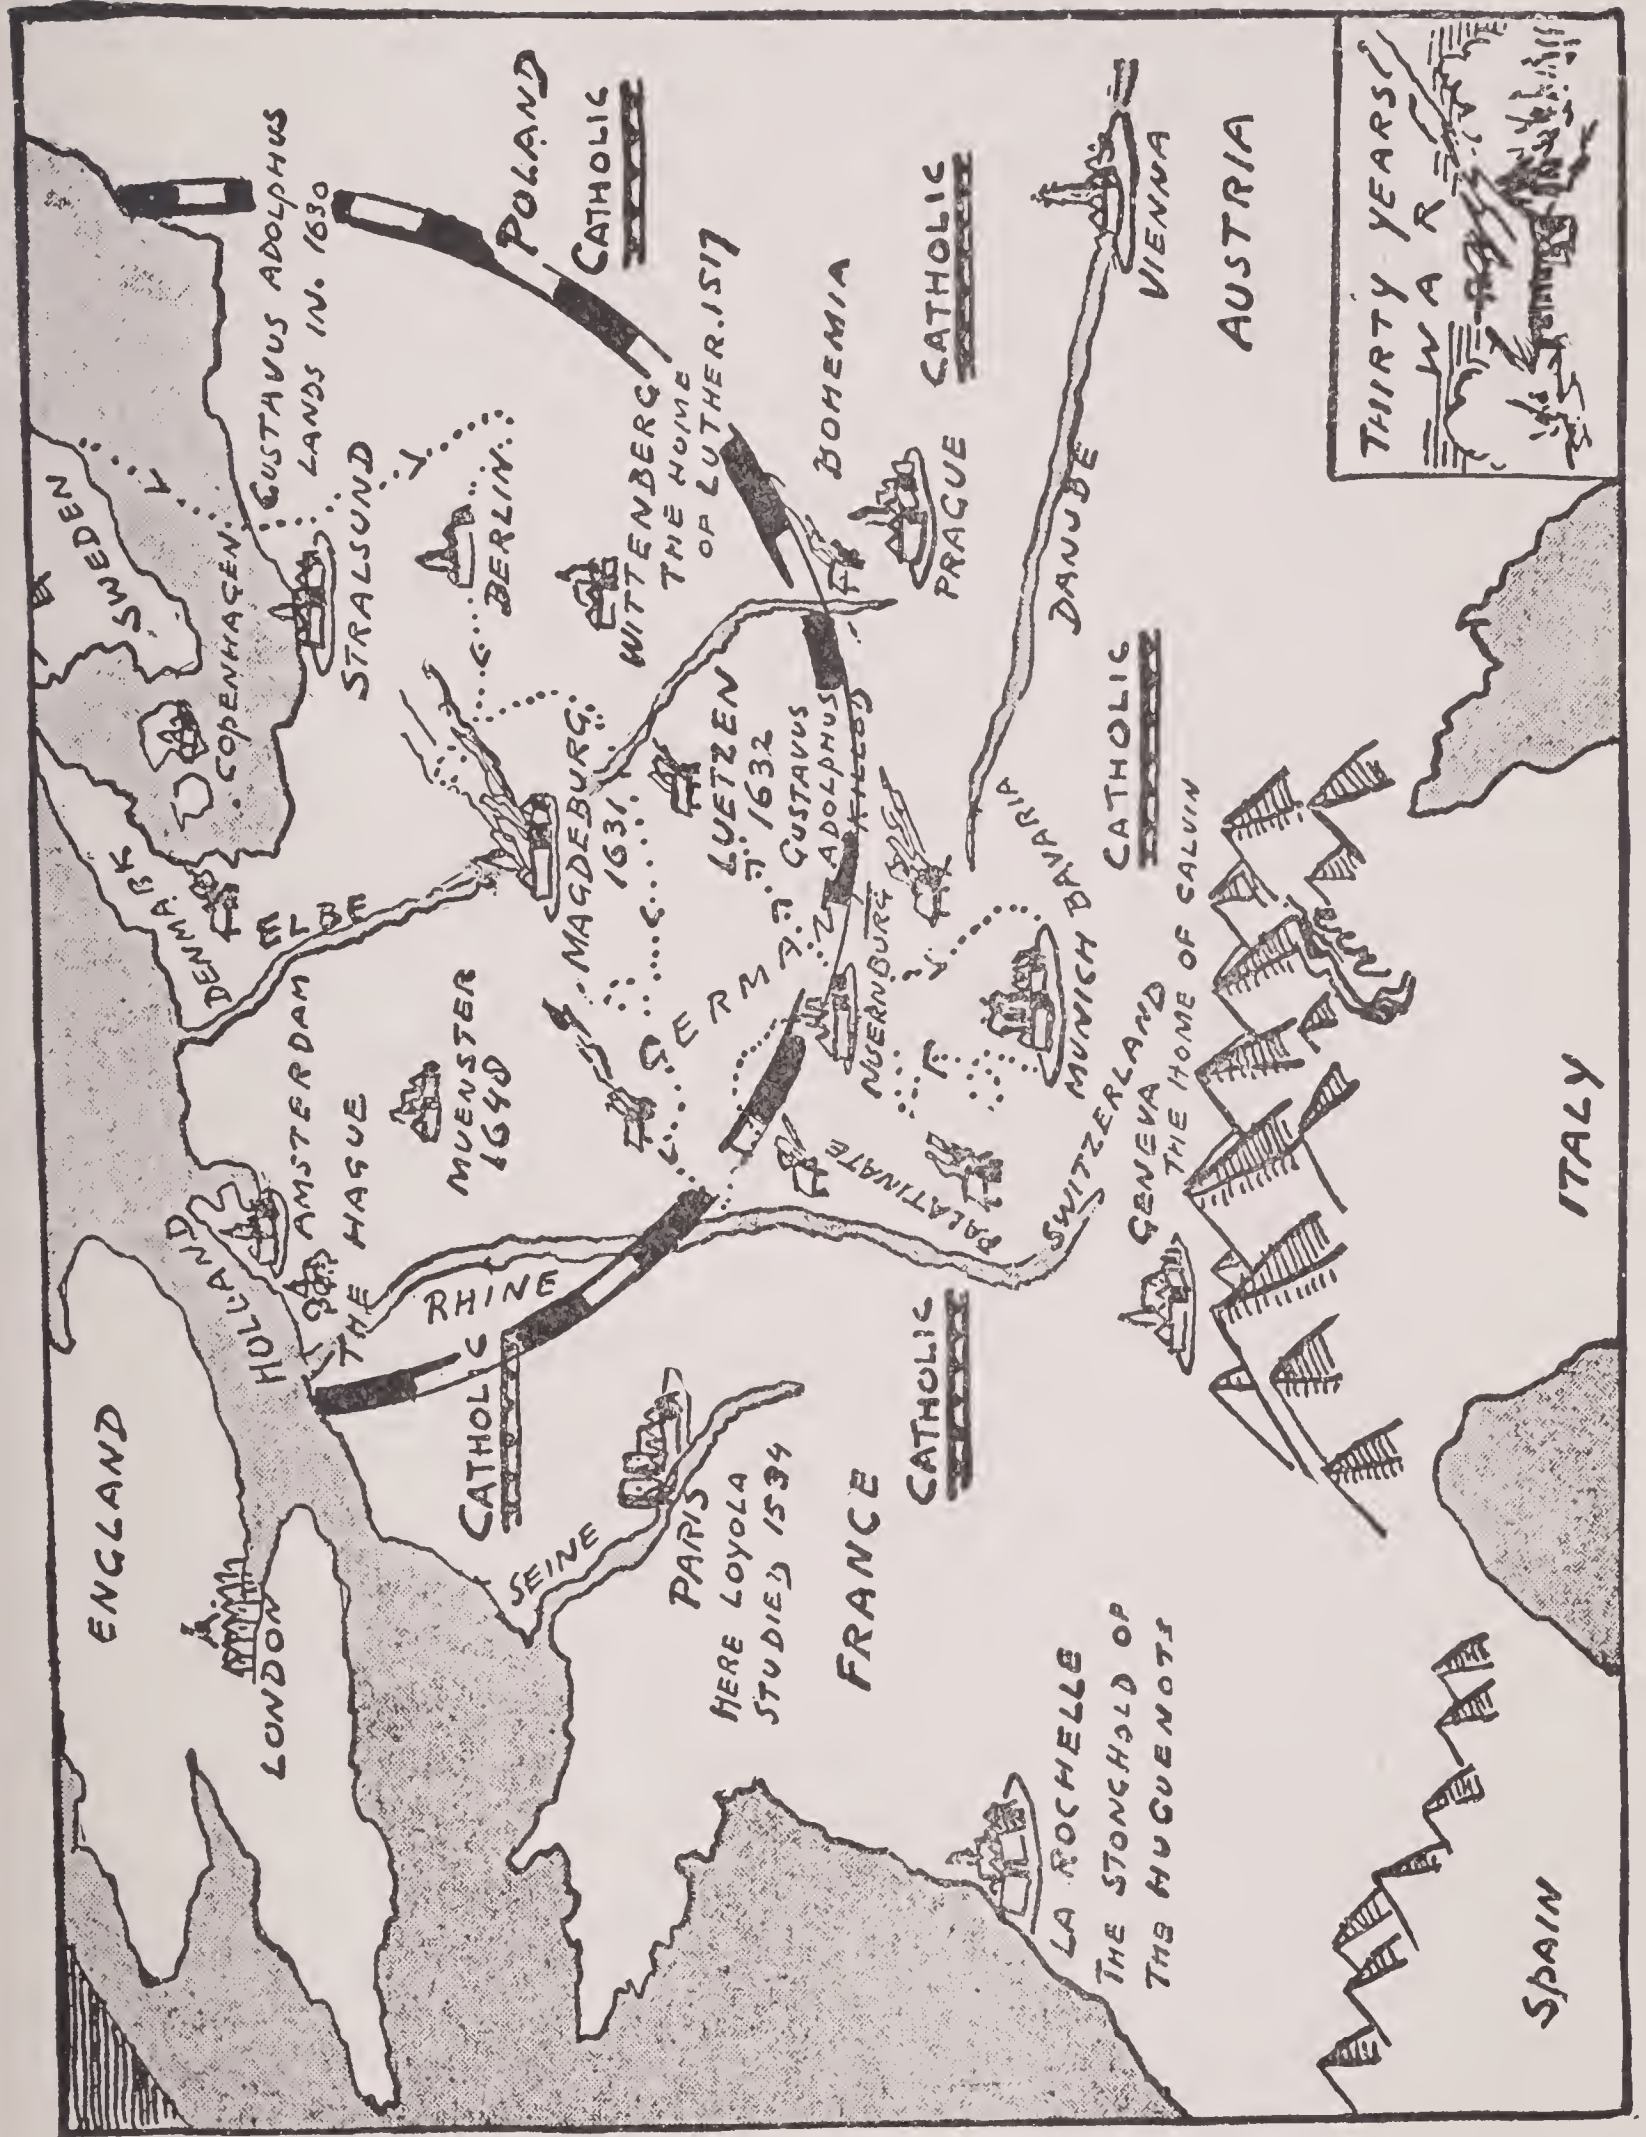 ENGLAND
LONDON
DENMARK
SWEDEN
COPENHAGEN
GUSTAVUS ADOLPHUS
LANDS IN. 1630
STRALSUND
HOLLAND
AMSTERDAM
THE HAGUE
ELBE
BERLIN
POLAND
CATHOLIC
MUENSTER
1648
MAGDEBURG
1631
WITTENBERG
THE HOME
OF LUTHER. 1517
RHINE
CATHOLIC
LUETZEN
1632
GUSTAVUS
ADOLPHUS
KILLED
GERMANY
SEINE
PARIS
HERE LOYOLA
STUDIED 1534
BOHEMIA
CATHOLIC
PRAGUE
NUERNBURG
PALATINATE
FRANCE
CATHOLIC
BAVARIA
CATHOLIC
MUNICH
DANUBE
VIENNA
AUSTRIA
SWITZERLAND
GENEVA
THE HOME OF CALVIN
LA ROCHELLE
THE STONGHOLD OF
THE HUGUENOTS
ITALY
SPAIN
THIRTY YEARS'
WAR